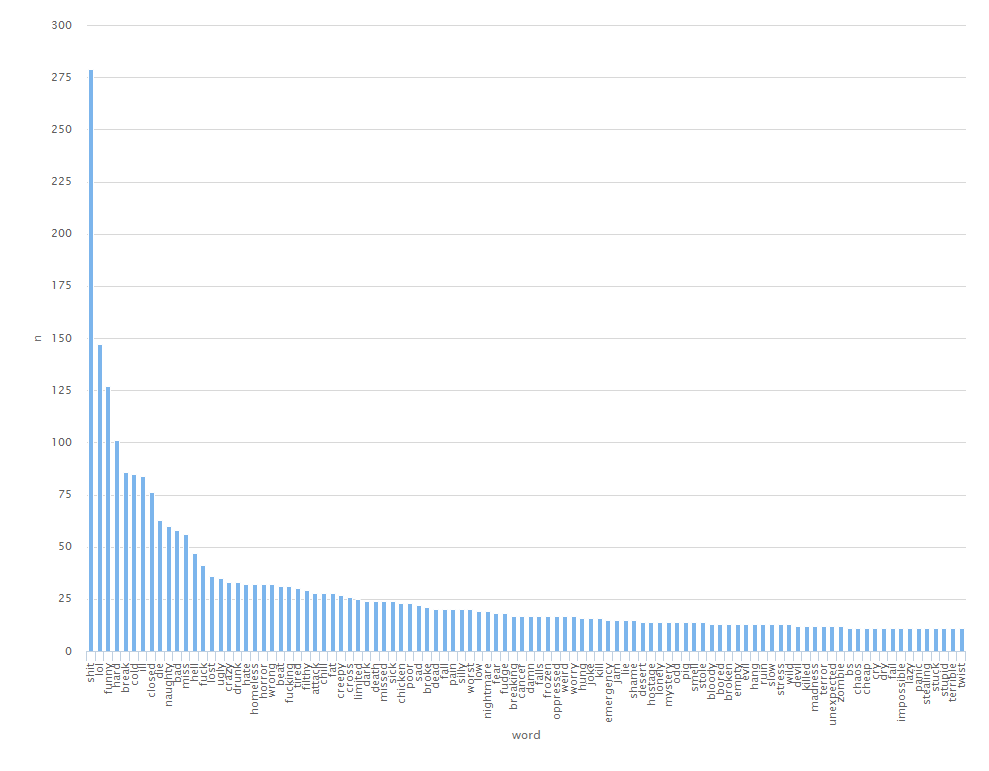 300
275
250
225
200
175
150
125
100
75
50
25
0
n
shit
lol
funny
hard
break
cold
ill
closed
die
naughty
bad
miss
hell
fuck
lost
ugly
crazy
drunk
hate
homeless
horror
wrong
beat
fucking
tired
filthy
attack
chill
fat
creepy
cross
limited
dark
death
missed
sick
chicken
poor
sad
broke
dead
fall
pain
silly
worst
low
nightmare
fear
fudge
breaking
cancer
damn
falls
frozen
oppressed
weird
worry
hung
joke
kill
emergency
jam
lie
shame
desert
hostage
lonely
mystery
odd
pig
smell
stole
bloody
bored
broken
empty
evil
hang
ruin
slow
stress
wild
devil
killed
madness
terror
unexpected
zombie
bs
chaos
cheap
cry
dry
fail
impossible
lazy
panic
stealing
stuck
stupid
terrible
twist
word